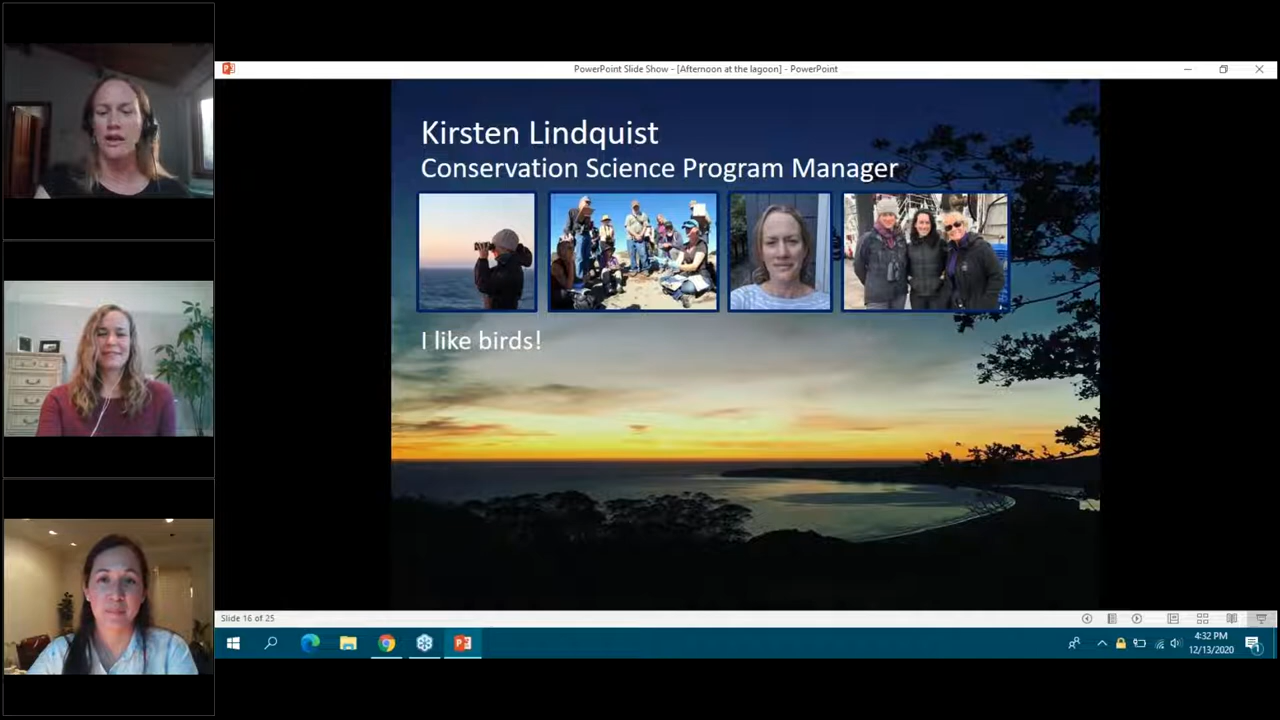 PowerPoint Slide Show - [Afternoon at the lagoon] - PowerPoint
Kirsten Lindquist
Conservation Science Program Manager
I like birds!
Slide 16 of 25
4:32 PM
12/13/2020
1